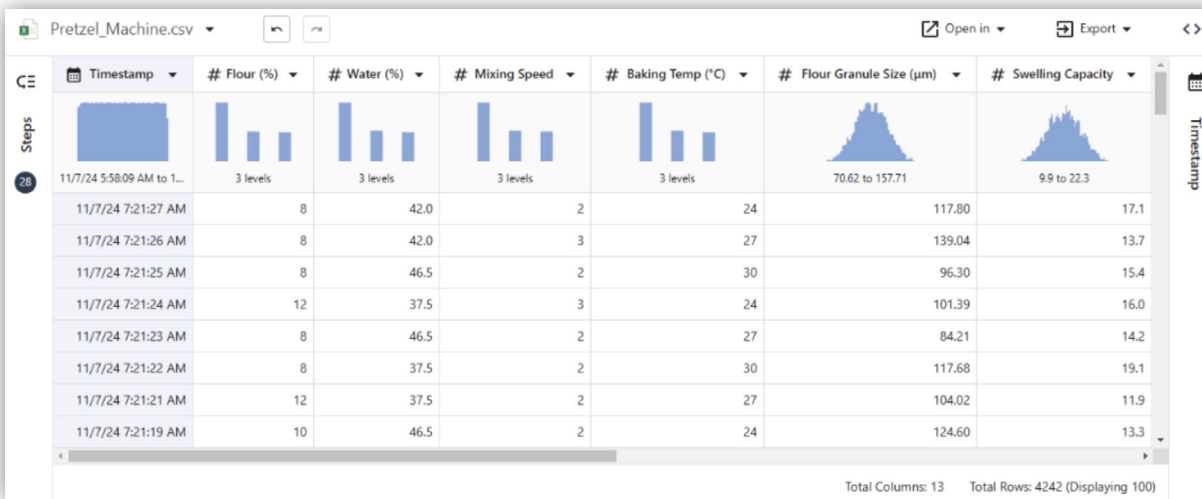 Pretzel_Machine.csv Open in Export
Timestamp # Flour (%) # Water (%) # Mixing Speed # Baking Temp (°C) # Flour Granule Size (µm) # Swelling Capacity
Steps
28
Timestamp
11/7/24 5:58:09 AM to 1... 3 levels 3 levels 3 levels 3 levels 70.62 to 157.71 9.9 to 22.3
11/7/24 7:21:27 AM 8 42.0 2 24 117.80 17.1
11/7/24 7:21:26 AM 8 42.0 3 27 139.04 13.7
11/7/24 7:21:25 AM 8 46.5 2 30 96.30 15.4
11/7/24 7:21:24 AM 12 37.5 3 24 101.39 16.0
11/7/24 7:21:23 AM 8 46.5 2 27 84.21 14.2
11/7/24 7:21:22 AM 8 37.5 2 30 117.68 19.1
11/7/24 7:21:21 AM 12 37.5 2 27 104.02 11.9
11/7/24 7:21:19 AM 10 46.5 2 24 124.60 13.3
Total Columns: 13 Total Rows: 4242 (Displaying 100)